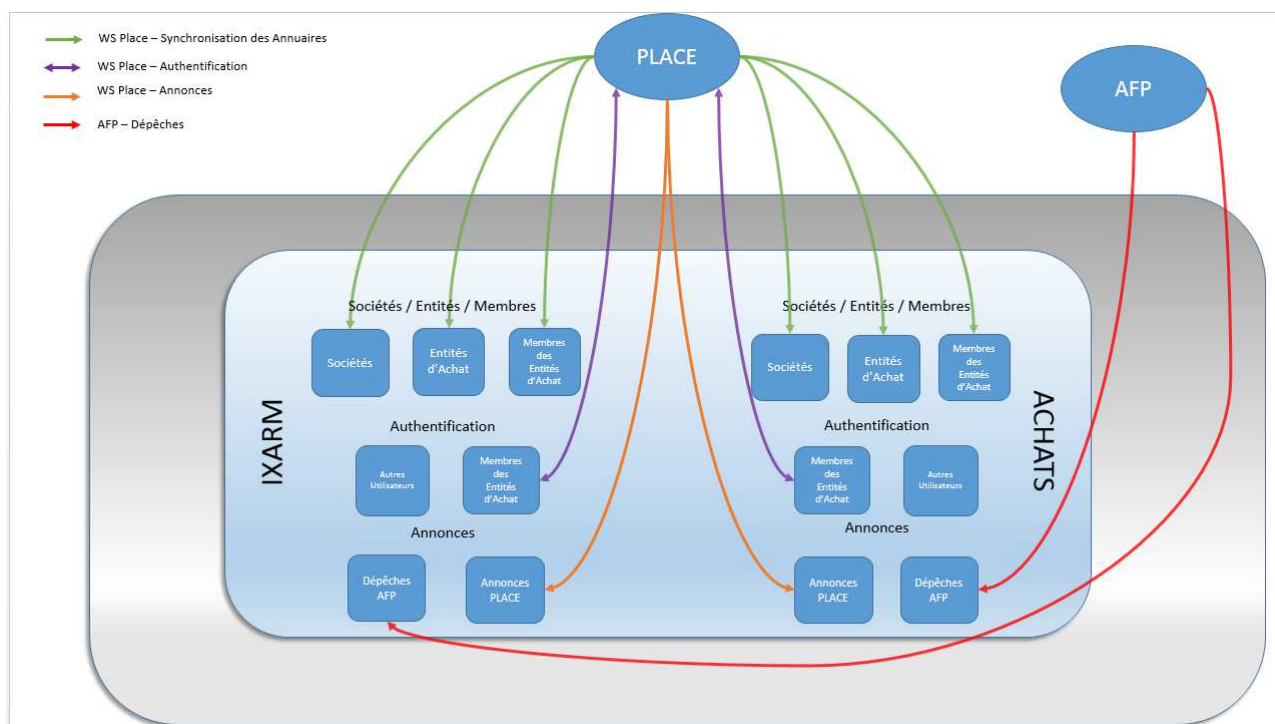 WS Place – Synchronisation des Annuaires
WS Place – Authentification
WS Place – Annonces
AFP – Dépêches
PLACE
AFP
IXARM
Sociétés / Entités / Membres
Sociétés
Entités
d'Achat
Membres
des
Entités
d'Achat
Authentification
Autres
Utilisateurs
Membres
des
Entités
d'Achat
Annonces
Dépêches
AFP
Annonces
PLACE
Sociétés / Entités / Membres
Sociétés
Entités
d'Achat
Membres
des
Entités
d'Achat
Authentification
Membres
des
Entités
d'Achat
Autres
Utilisateurs
Annonces
Annonces
PLACE
Dépêches
AFP
ACHATS